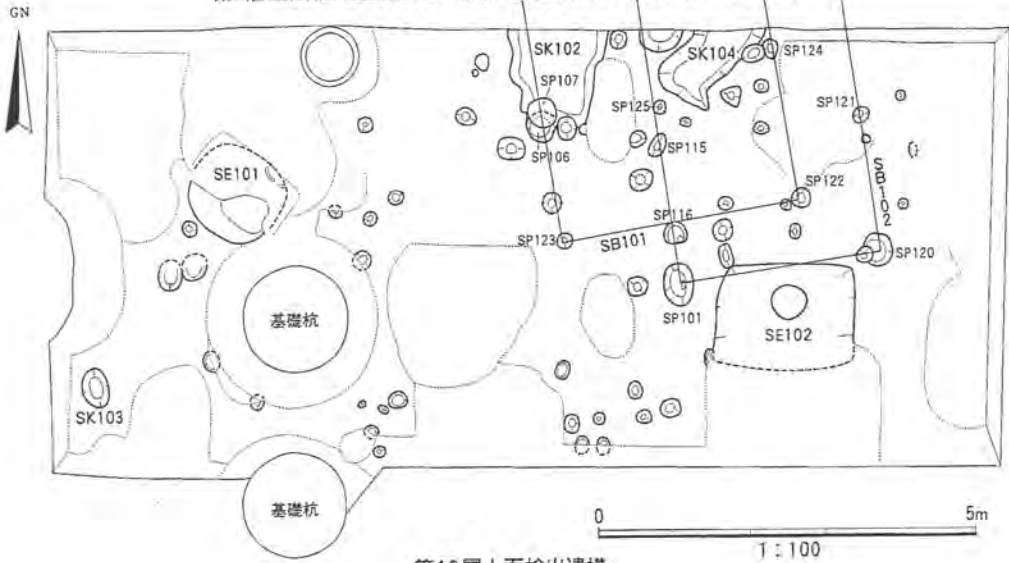 GN
SK102
SK104
SP124
SP107
SP125
SP121
SP106
SP115
SE101
SB102
SP122
SP116
SP123
SB101
SP120
基礎杭
SP101
SE102
SK103
基礎杭
0 5m
1:100